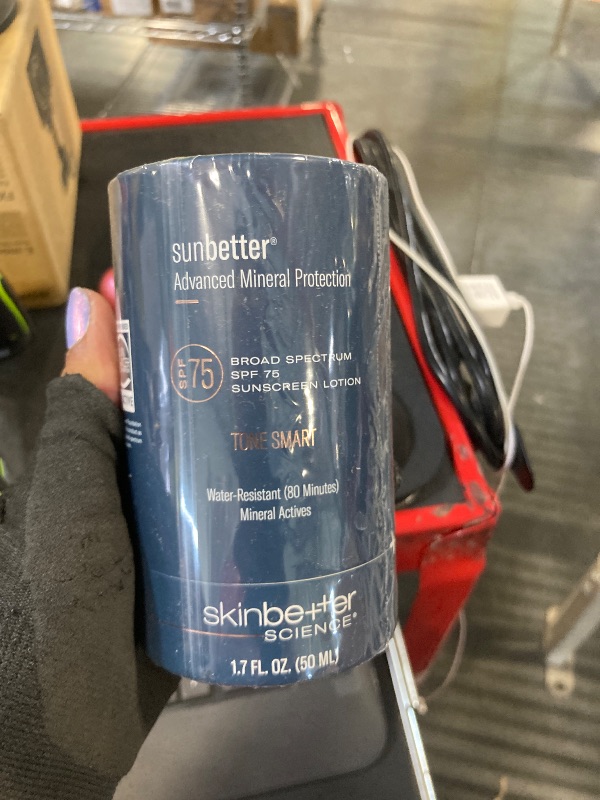 sunbetter®
Advanced Mineral Protection
SPF 75
BROAD SPECTRUM
SPF 75
SUNSCREEN LOTION
TONE SMART
Water-Resistant (80 Minutes)
Mineral Actives
skinbetter
SCIENCE®
1.7 FL. OZ. (50 ML)